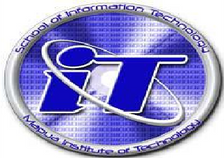 School of Information Technology
iT
Mapua Institute of Technology